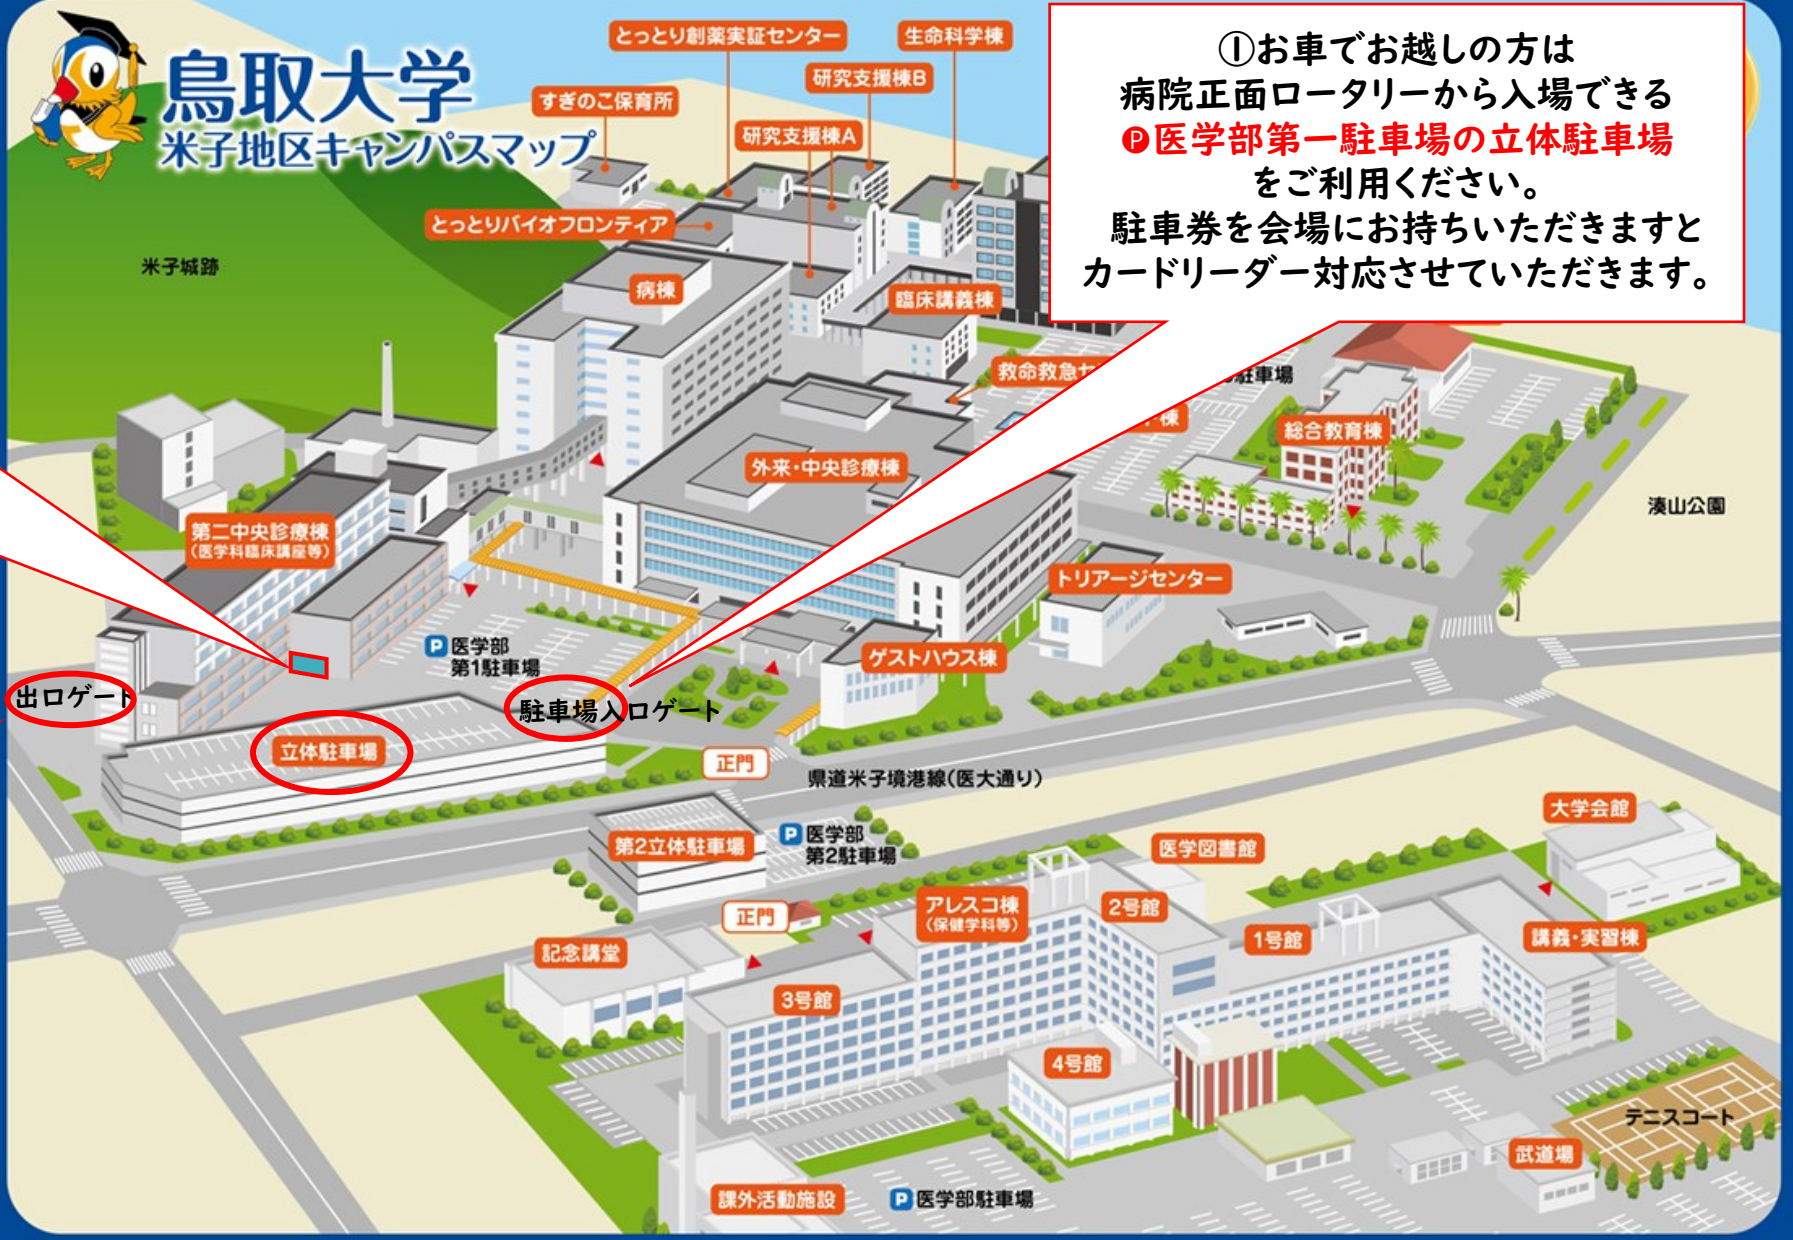 鳥取大学
米子地区キャンパスマップ
①お車でお越しの方は
病院正面ロータリーから入場できる
Ⓟ医学部第一駐車場の立体駐車場
をご利用ください。
駐車券を会場にお持ちいただきますと
カードリーダー対応させていただきます。
とっとり創薬実証センター
生命科学棟
研究支援棟B
すぎのこ保育所
研究支援棟A
とっとりバイオフロンティア
米子城跡
病棟
臨床講義棟
救命救急セ
駐車場
棟
総合教育棟
外来・中央診療棟
湊山公園
第二中央診療棟
(医学科臨床講座等)
トリアージセンター
P 医学部
第1駐車場
ゲストハウス棟
出口ゲート
駐車場入口ゲート
立体駐車場
正門
県道米子境港線(医大通り)
大学会館
第2立体駐車場
P 医学部
第2駐車場
医学図書館
正門
アレスコ棟
(保健学科等)
2号館
1号館
講義・実習棟
記念講堂
3号館
4号館
テニスコート
武道場
課外活動施設
P 医学部駐車場